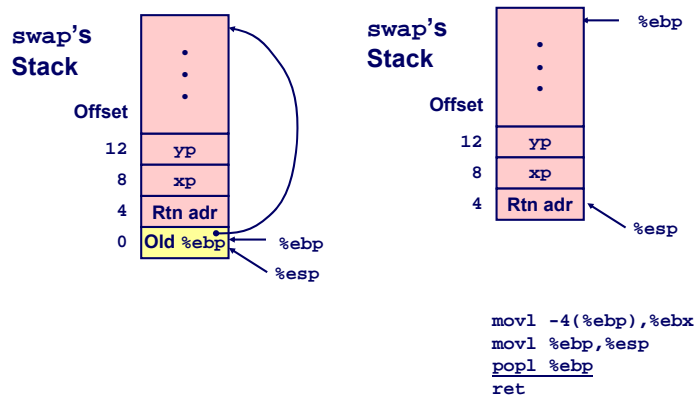 swap's
Stack
Offset
12 yp
8 xp
4 Rtn adr
0 Old %ebp
%ebp
%esp
swap's
Stack
%ebp
Offset
12 yp
8 xp
4 Rtn adr
%esp
movl -4(%ebp),%ebx
movl %ebp,%esp
popl %ebp
ret